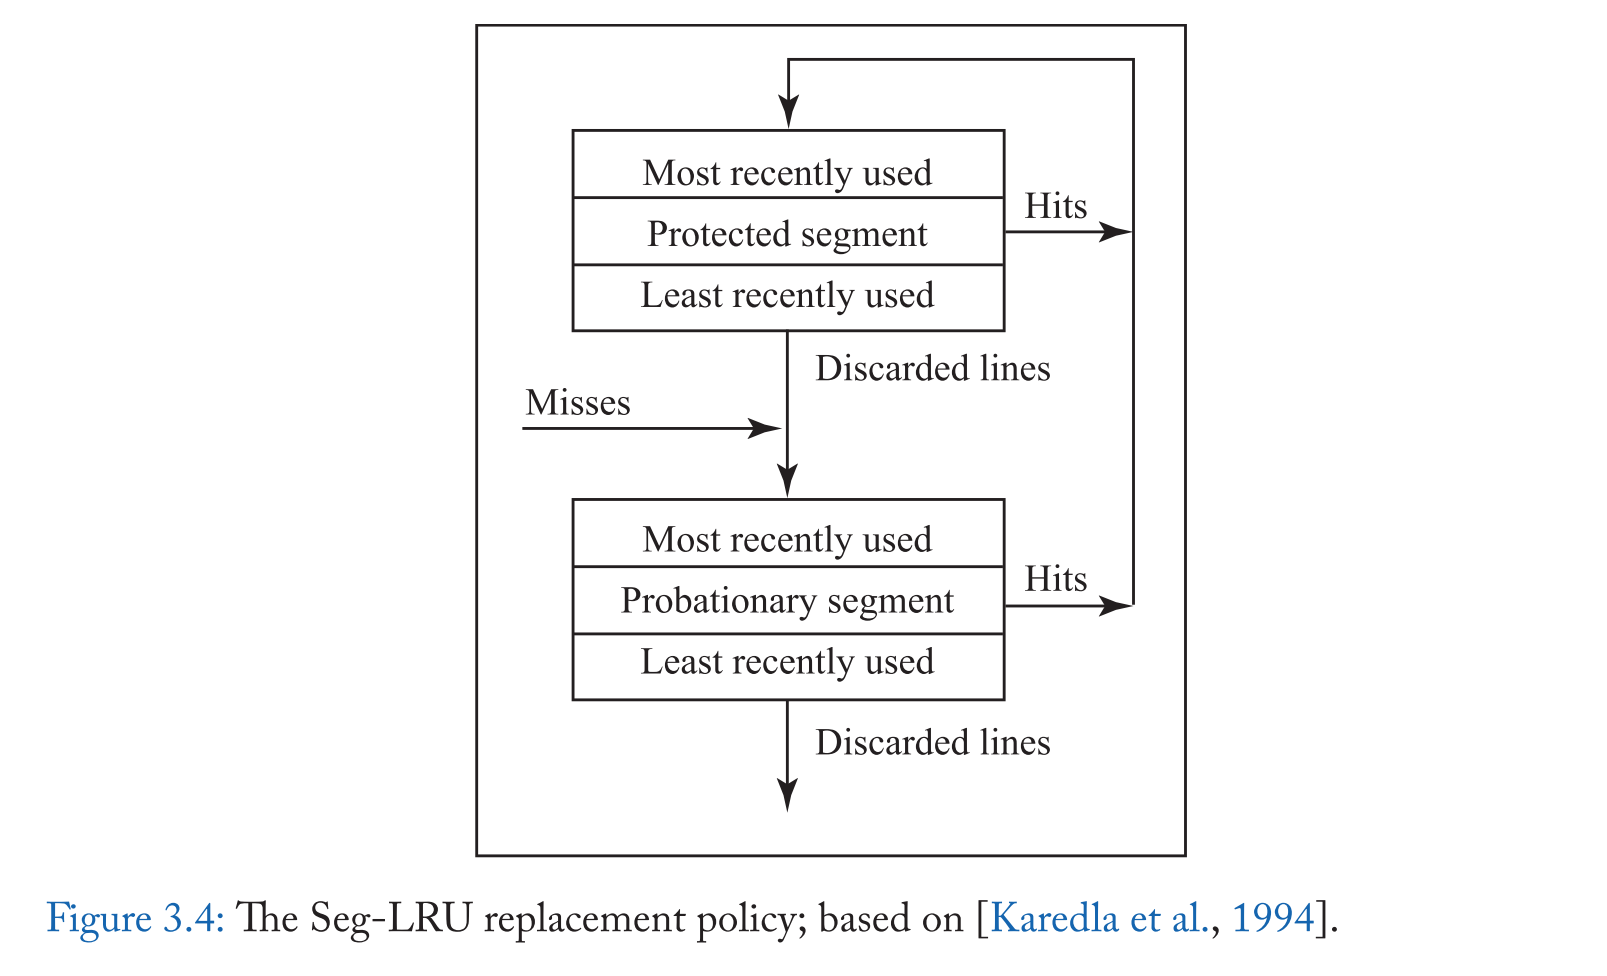 Most recently used
Protected segment
Hits
Least recently used
Discarded lines
Misses
Most recently used
Probationary segment
Hits
Least recently used
Discarded lines
Figure 3.4: The Seg-LRU replacement policy; based on [Karedla et al., 1994].